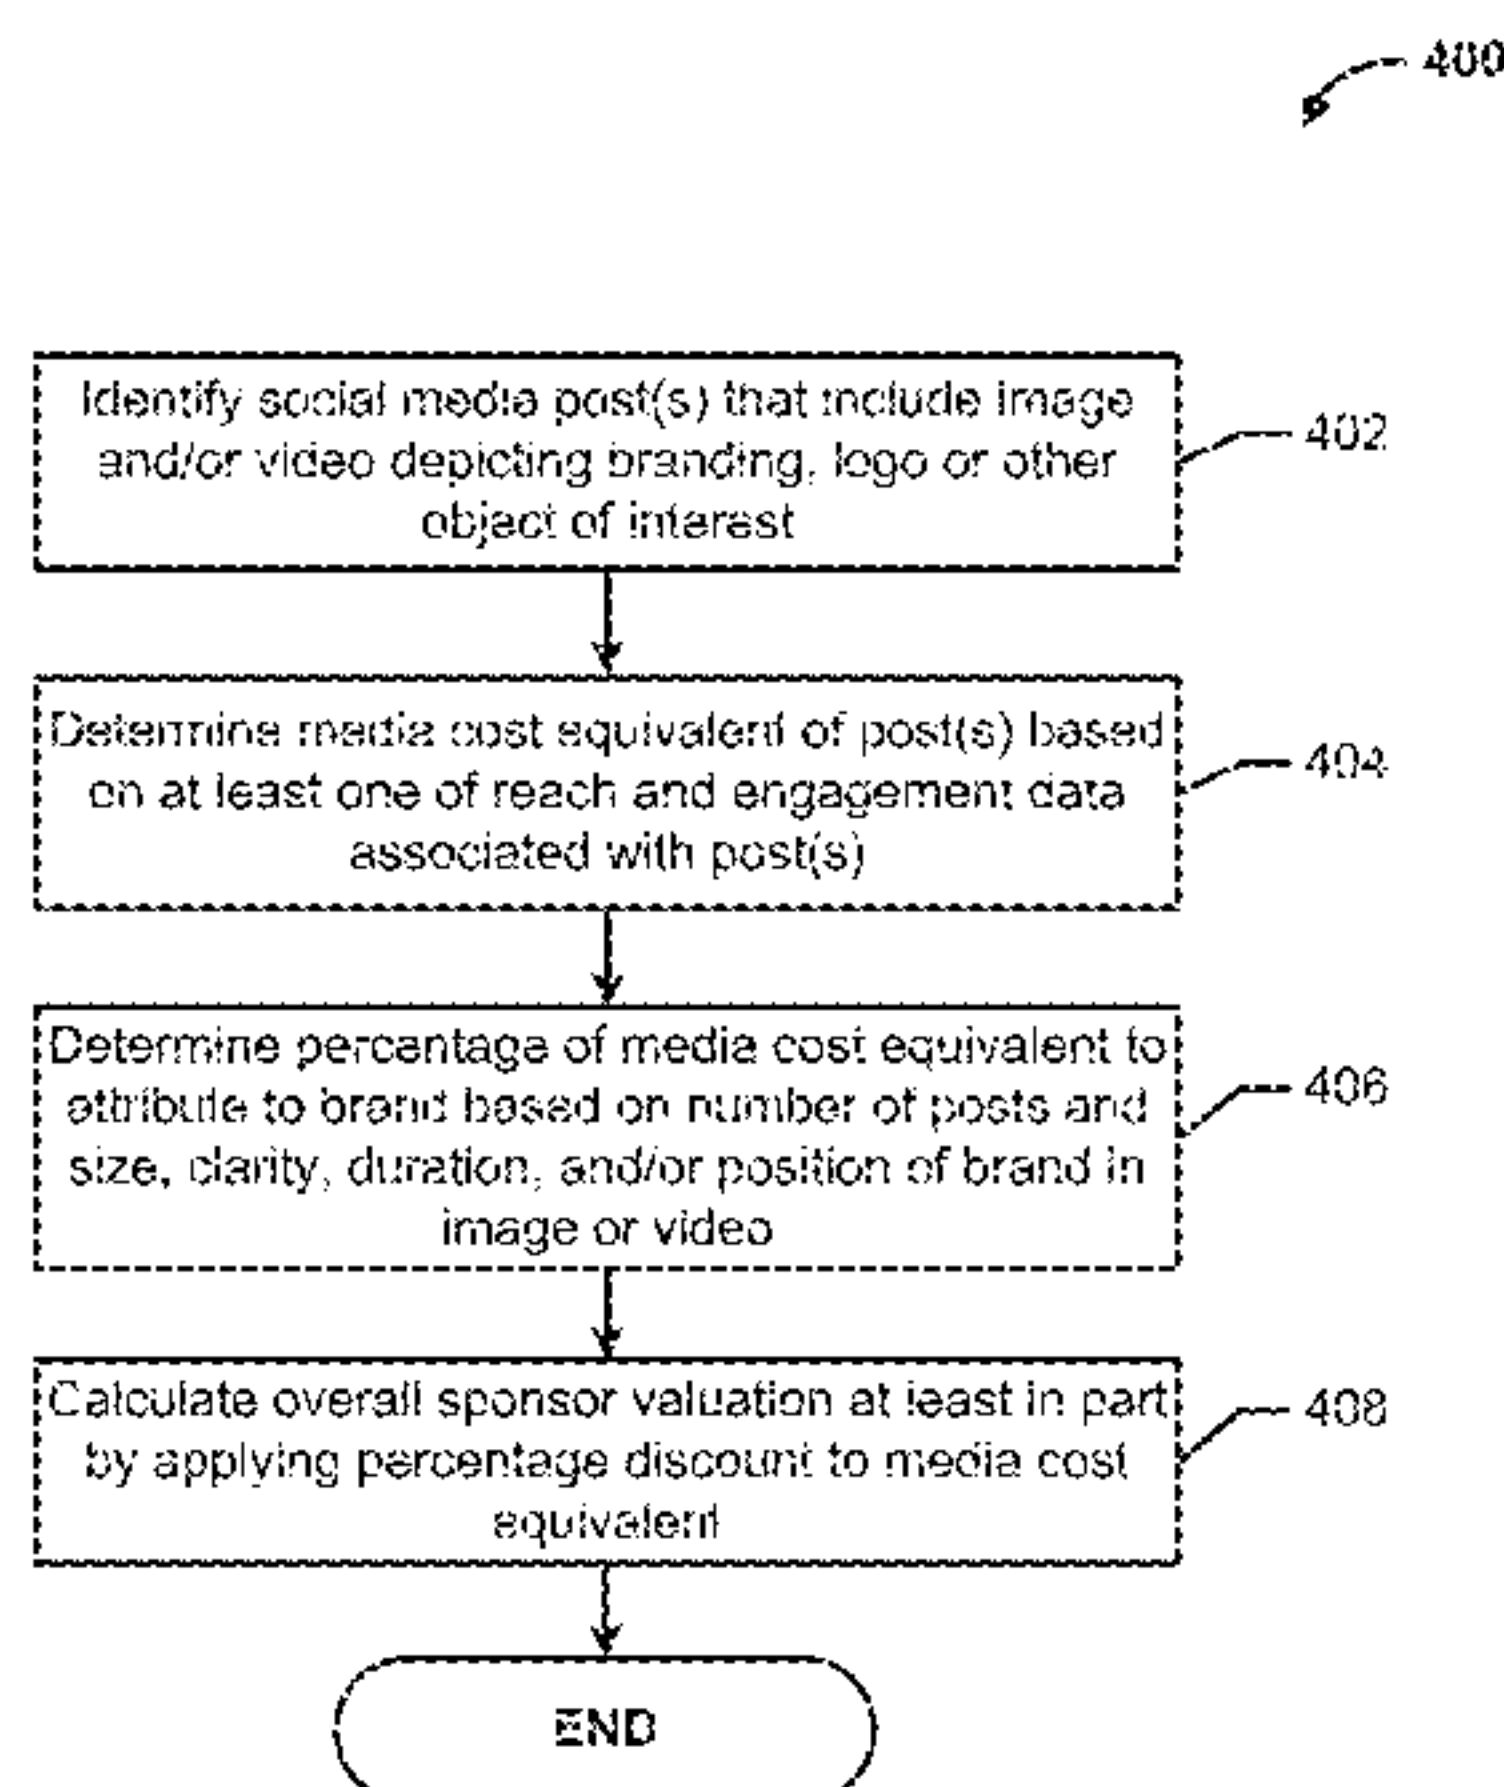 400
Identify social media post(s) that include image
and/or video depicting branding, logo or other
object of interest
402
Determine media cost equivalent of post(s) based
on at least one of reach and engagement data
associated with post(s)
404
Determine percentage of media cost equivalent to
attribute to brand based on number of posts and
size, clarity, duration, and/or position of brand in
image or video
406
Calculate overall sponsor valuation at least in part
by applying percentage discount to media cost
equivalent
408
END